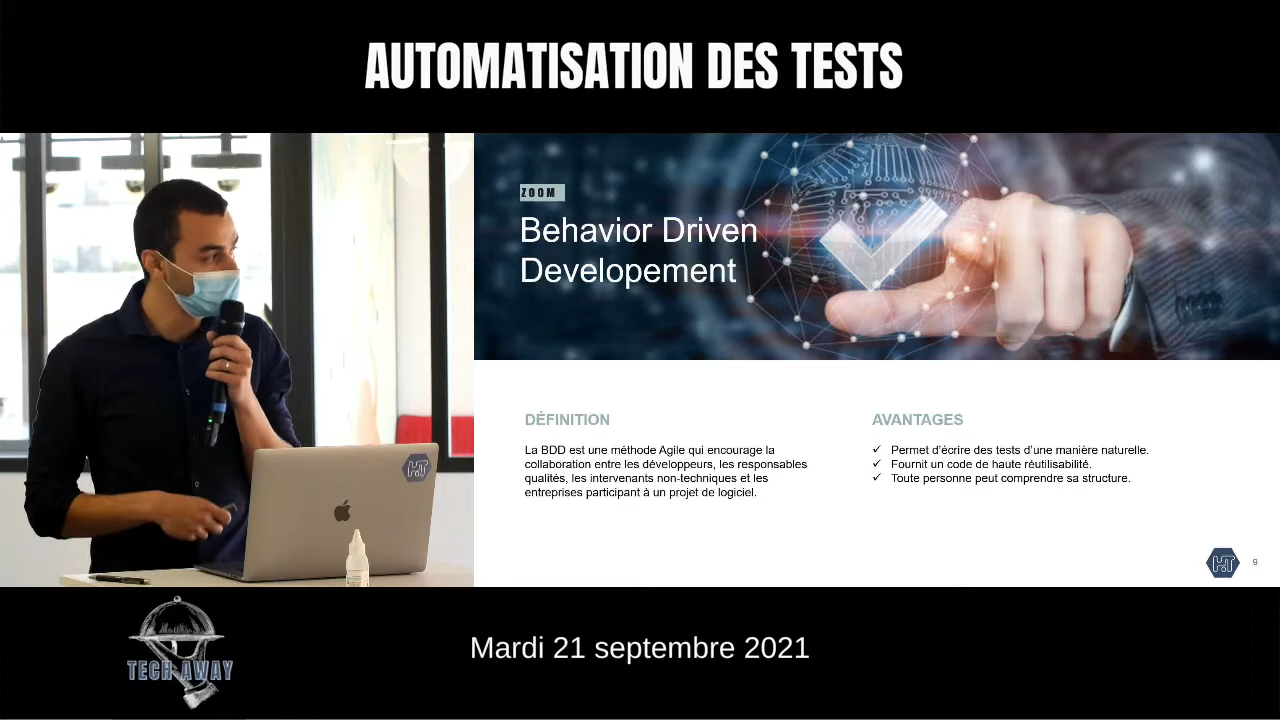 AUTOMATISATION DES TESTS
ZOOM
Behavior Driven
Developement
DÉFINITION
La BDD est une méthode Agile qui encourage la
collaboration entre les développeurs, les responsables
qualités, les intervenants non-techniques et les
entreprises participant à un projet de logiciel.
AVANTAGES
✓ Permet d'écrire des tests d'une manière naturelle.
✓ Fournit un code de haute réutilisabilité.
✓ Toute personne peut comprendre sa structure.
HT
HT
9
TECH AWAY
Mardi 21 septembre 2021